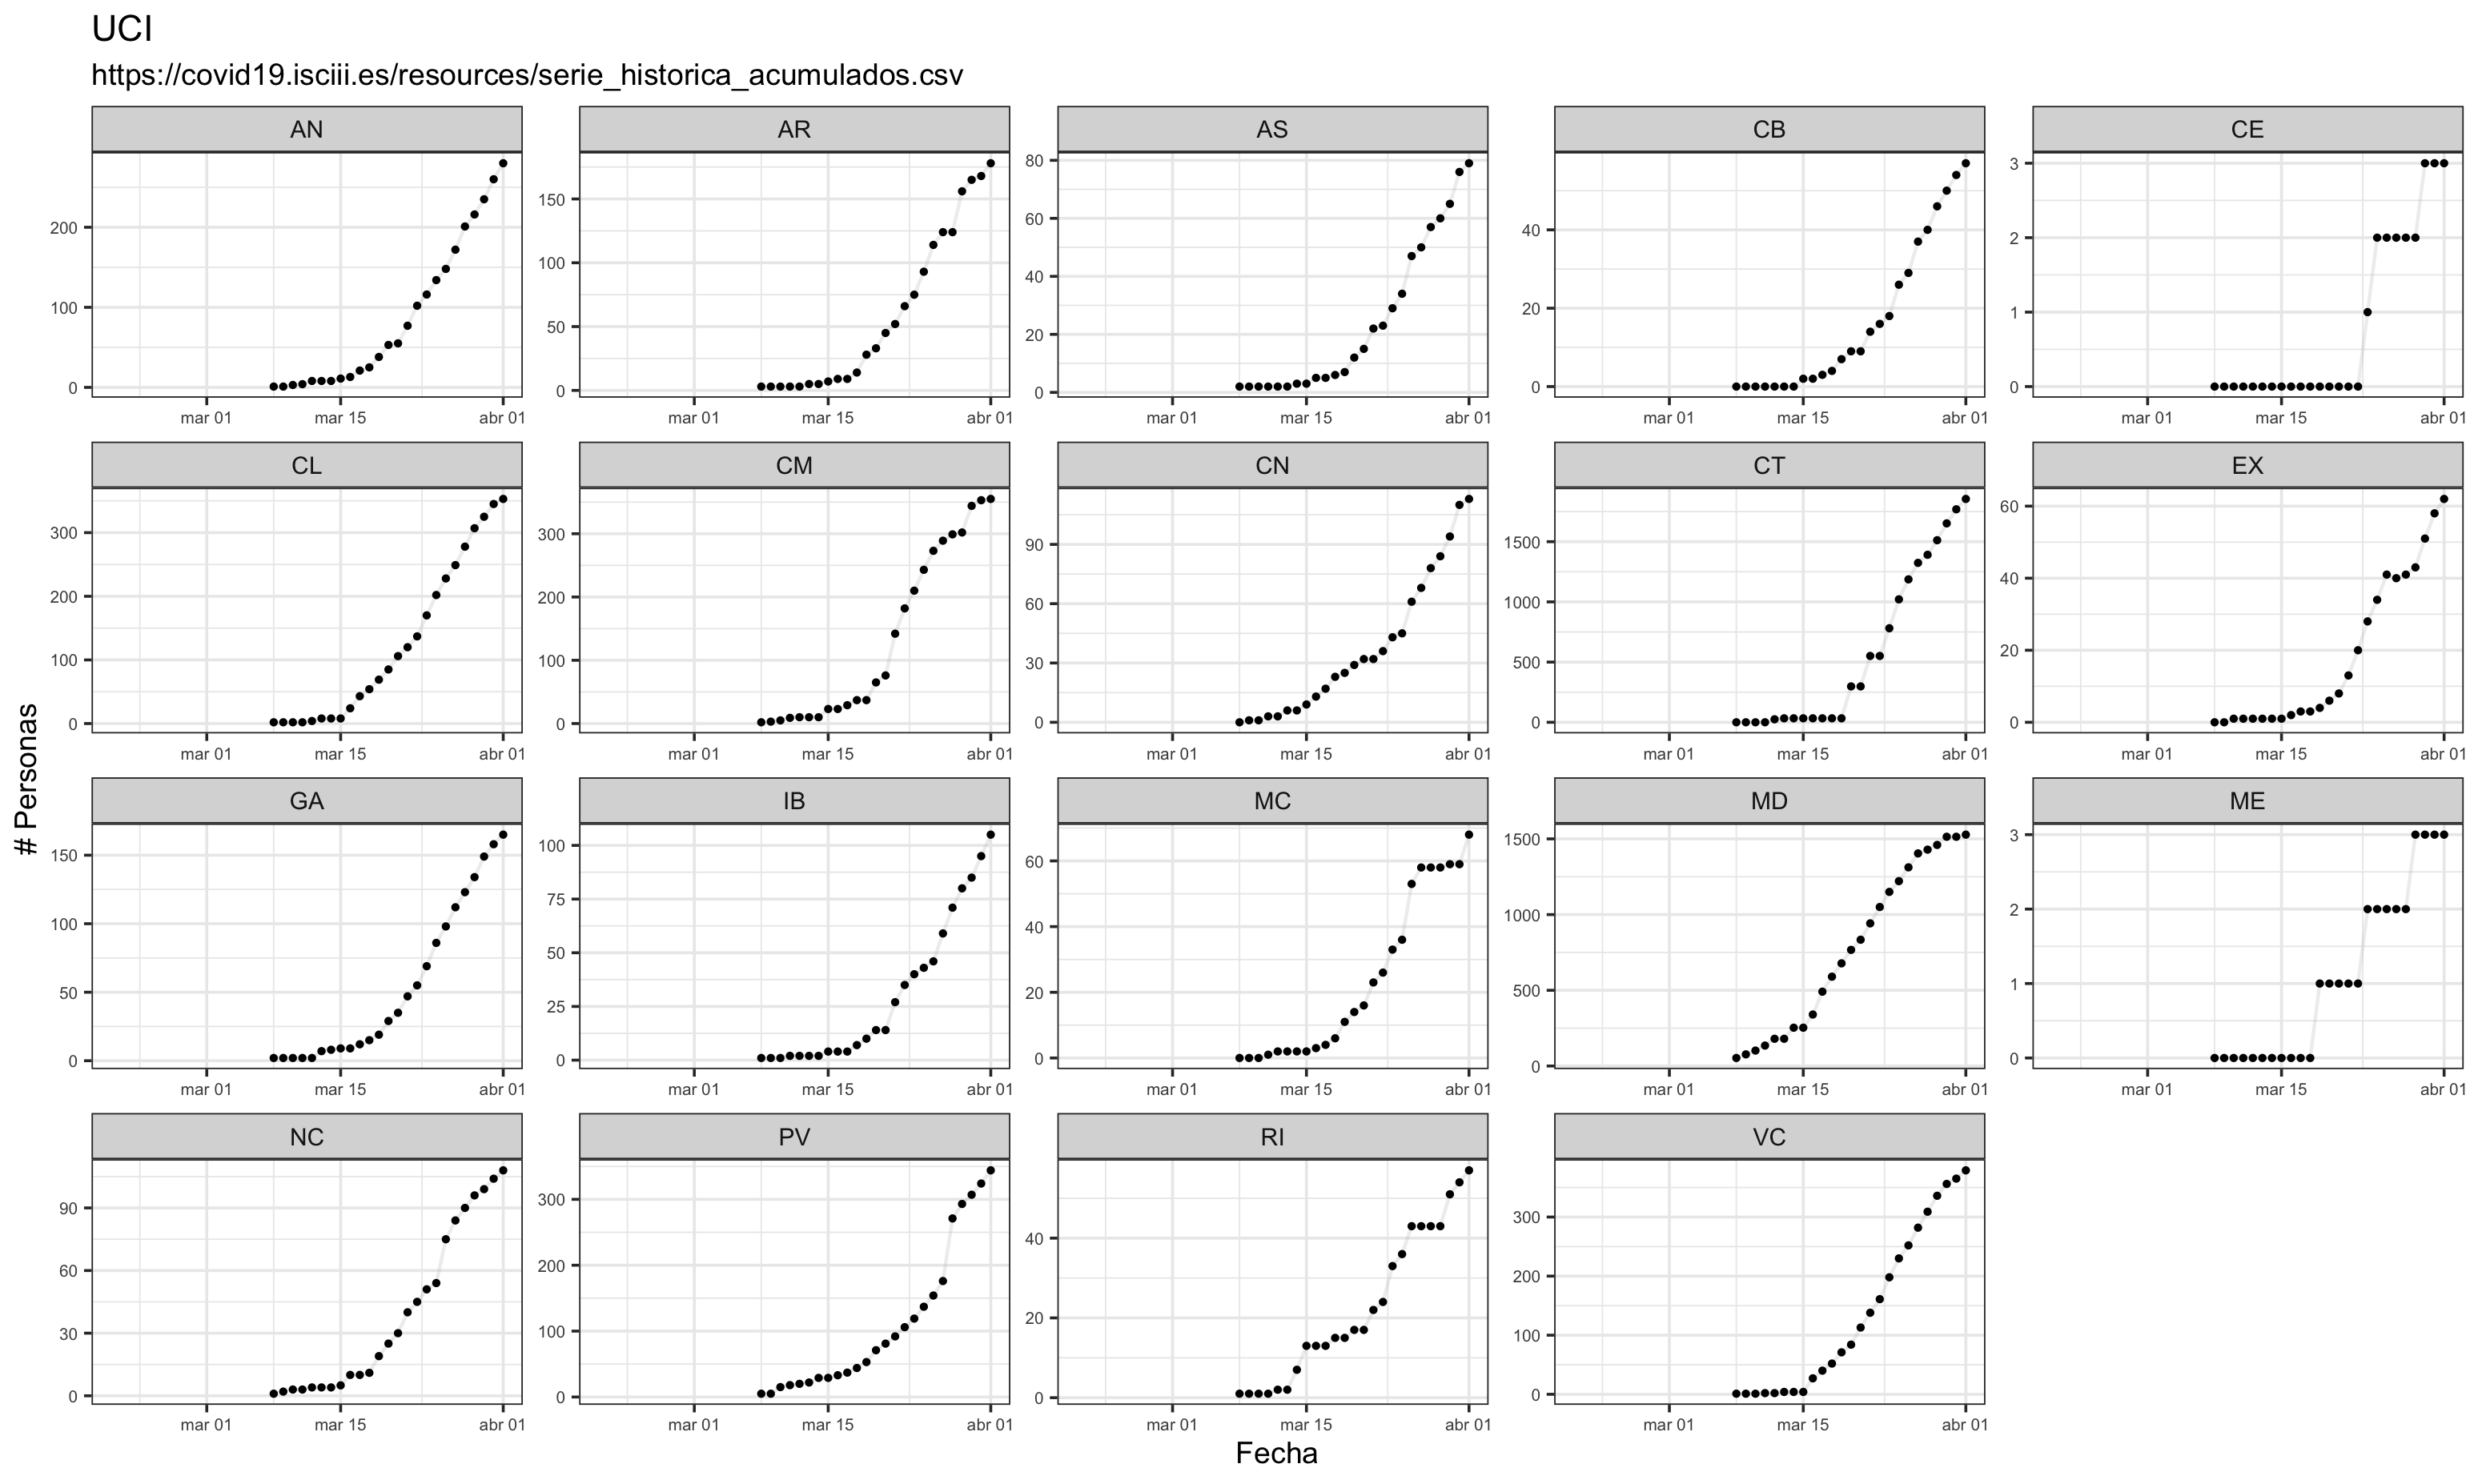 UCI
https://covid19.isciii.es/resources/serie_historica_acumulados.csv
# Personas
AN AR AS CB CE
200 100 0
150 100 50 0
80 60 40 20 0
40 20 0
3 2 1 0
mar 01 mar 15 abr 01 mar 01 mar 15 abr 01 mar 01 mar 15 abr 01 mar 01 mar 15 abr 01 mar 01 mar 15 abr 01
CL CM CN CT EX
300 200 100 0
300 200 100 0
90 60 30 0
1500 1000 500 0
60 40 20 0
mar 01 mar 15 abr 01 mar 01 mar 15 abr 01 mar 01 mar 15 abr 01 mar 01 mar 15 abr 01 mar 01 mar 15 abr 01
GA IB MC MD ME
150 100 50 0
100 75 50 25 0
60 40 20 0
1500 1000 500 0
3 2 1 0
mar 01 mar 15 abr 01 mar 01 mar 15 abr 01 mar 01 mar 15 abr 01 mar 01 mar 15 abr 01 mar 01 mar 15 abr 01
NC PV RI VC
90 60 30 0
300 200 100 0
40 20 0
300 200 100 0
mar 01 mar 15 abr 01 mar 01 mar 15 abr 01 mar 01 mar 15 abr 01 mar 01 mar 15 abr 01
Fecha